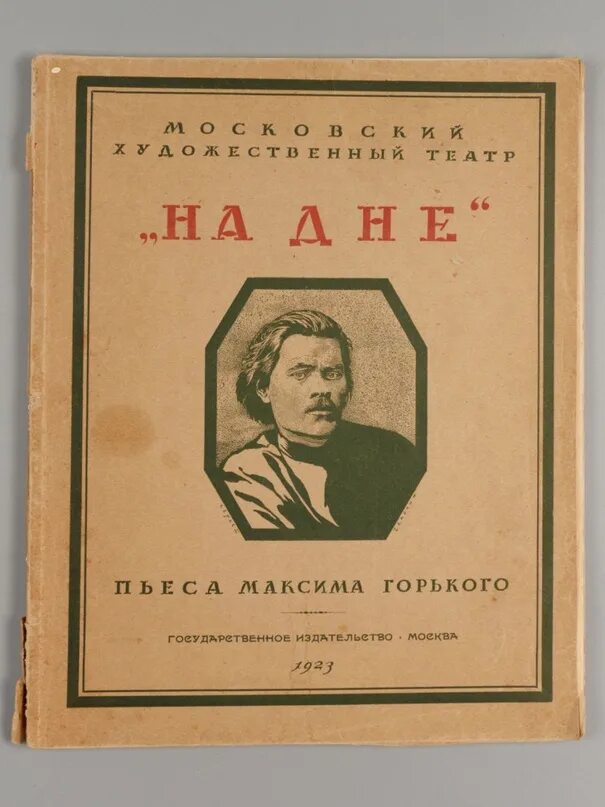 МОСКОВСКИЙ
ХУДОЖЕСТВЕННЫЙ ТЕАТР
„НА ДНЕ“
ПЬЕСА МАКСИМА ГОРЬКОГО
ГОСУДАРСТВЕННОЕ ИЗДАТЕЛЬСТВО · МОСКВА
1923